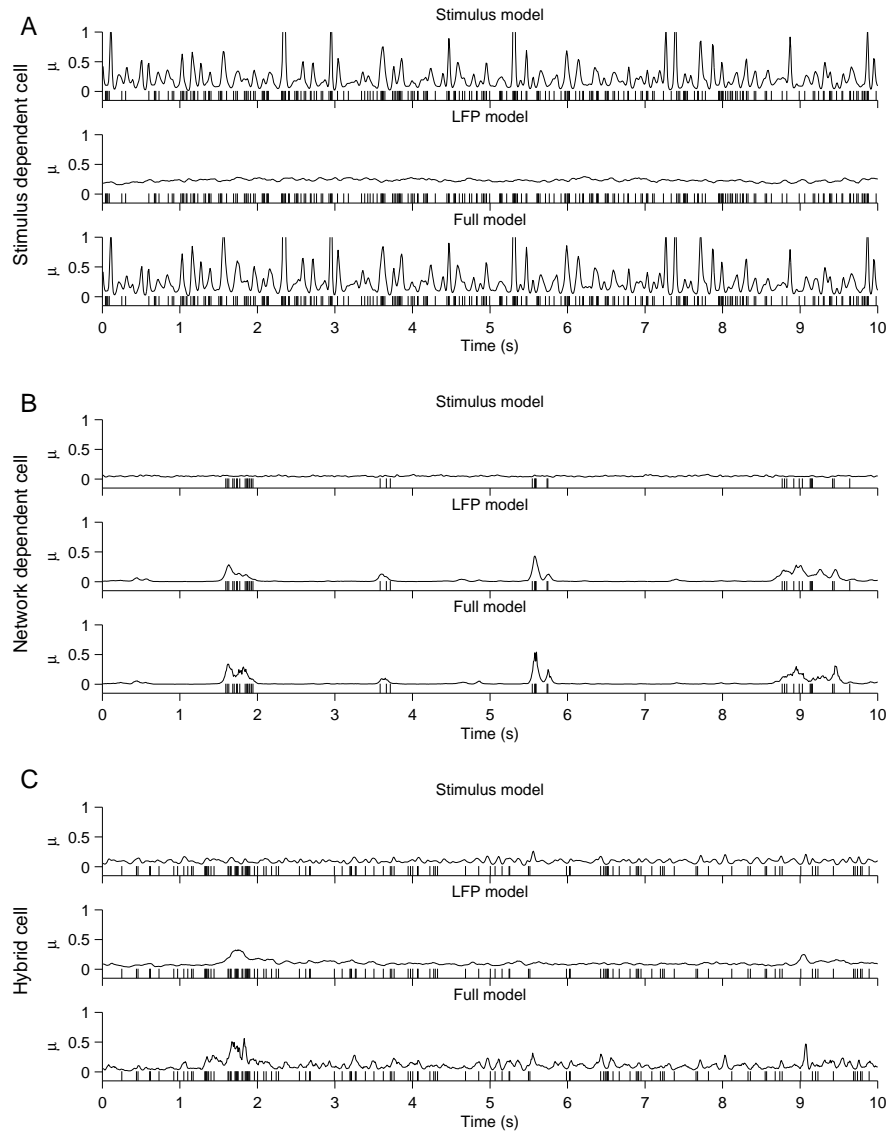 A
Stimulus dependent cell
Stimulus model
μ
1
0.5
0
LFP model
μ
1
0.5
0
Full model
μ
1
0.5
0
0 1 2 3 4 5 6 7 8 9 10
Time (s)
B
Network dependent cell
Stimulus model
μ
1
0.5
0
LFP model
μ
1
0.5
0
Full model
μ
1
0.5
0
0 1 2 3 4 5 6 7 8 9 10
Time (s)
C
Hybrid cell
Stimulus model
μ
1
0.5
0
LFP model
μ
1
0.5
0
Full model
μ
1
0.5
0
0 1 2 3 4 5 6 7 8 9 10
Time (s)